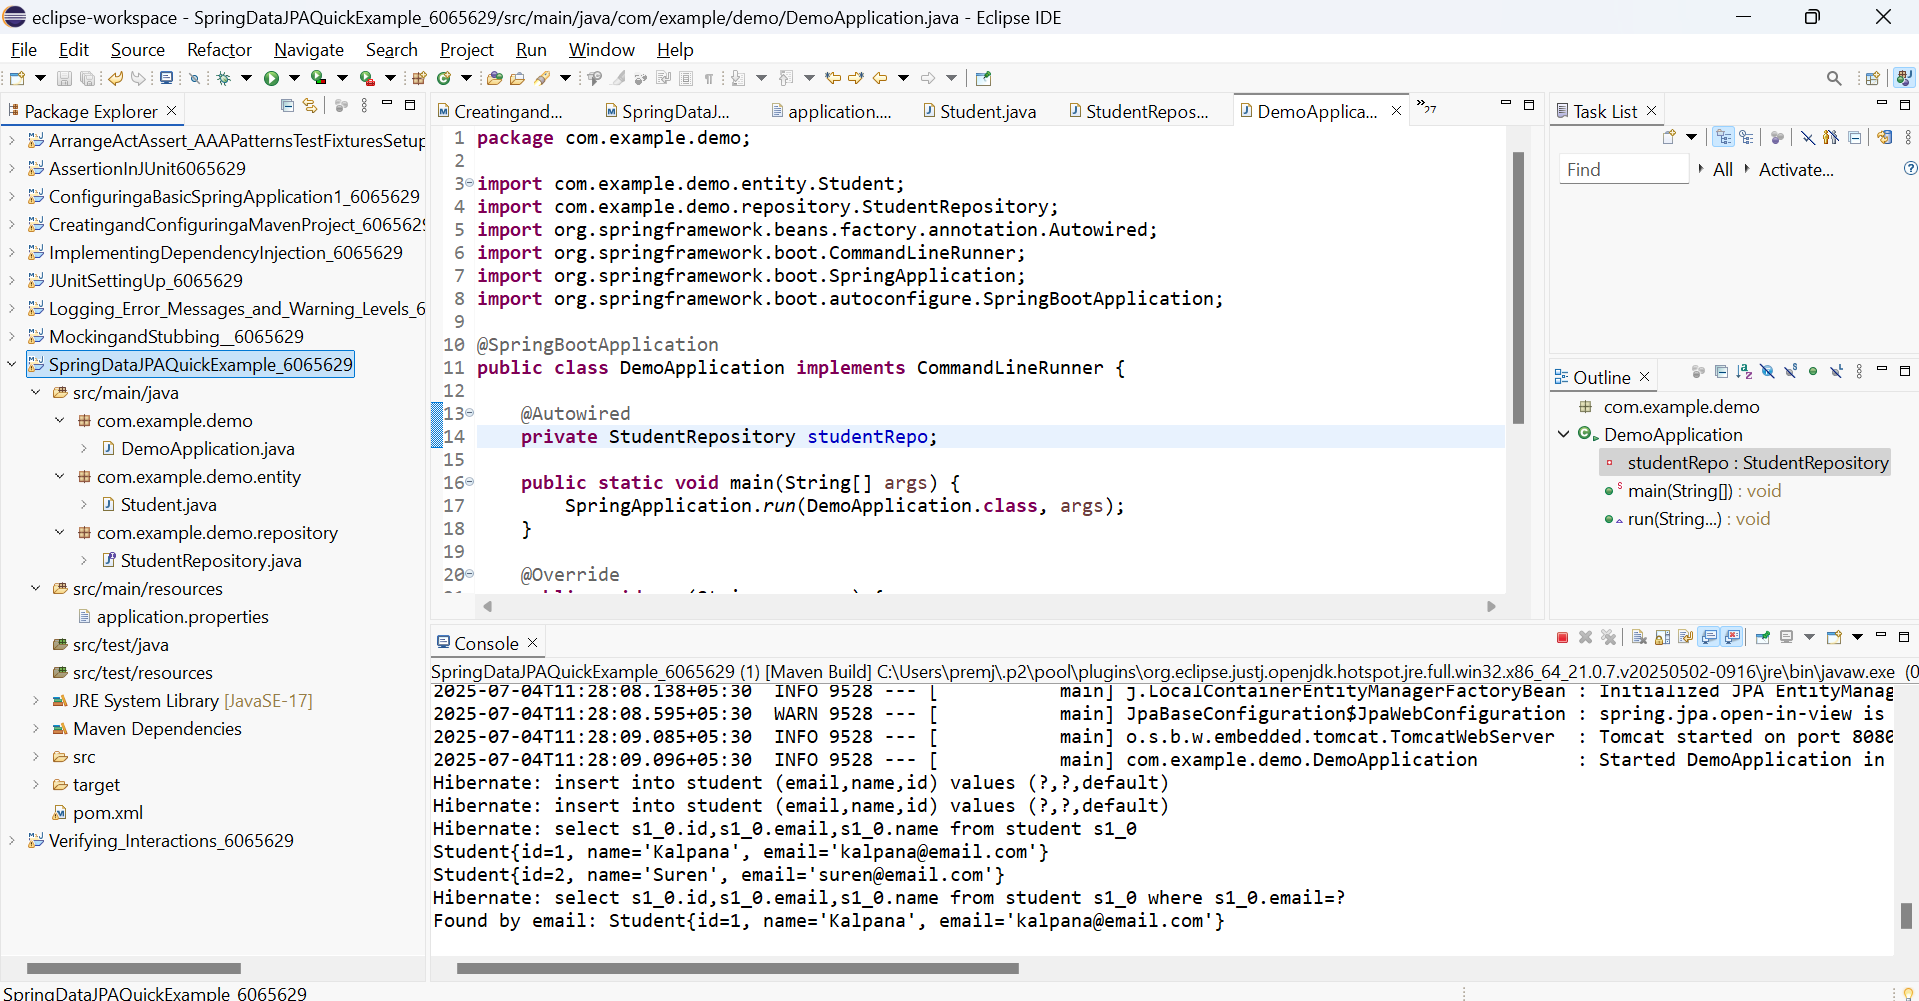 eclipse-workspace - SpringDataJPAQuickExample_6065629/src/main/java/com/example/demo/DemoApplication.java - Eclipse IDE
File Edit Source Refactor Navigate Search Project Run Window Help
Package Explorer
ArrangeActAssert_AAAPatternsTestFixturesSetup
AssertionInJUnit6065629
ConfiguringaBasicSpringApplication1_6065629
CreatingandConfiguringaMavenProject_6065629
ImplementingDependencyInjection_6065629
JUnitSettingUp_6065629
Logging_Error_Messages_and_Warning_Levels_6
MockingandStubbing__6065629
SpringDataJPAQuickExample_6065629
src/main/java
com.example.demo
DemoApplication.java
com.example.demo.entity
Student.java
com.example.demo.repository
StudentRepository.java
src/main/resources
application.properties
src/test/java
src/test/resources
JRE System Library [JavaSE-17]
Maven Dependencies
src
target
pom.xml
Verifying_Interactions_6065629
Creatingand... SpringDataJ... application.... Student.java StudentRepos... DemoApplica... »27
1 package com.example.demo;
2
3 import com.example.demo.entity.Student;
4 import com.example.demo.repository.StudentRepository;
5 import org.springframework.beans.factory.annotation.Autowired;
6 import org.springframework.boot.CommandLineRunner;
7 import org.springframework.boot.SpringApplication;
8 import org.springframework.boot.autoconfigure.SpringBootApplication;
9
10 @SpringBootApplication
11 public class DemoApplication implements CommandLineRunner {
12
13 @Autowired
14 private StudentRepository studentRepo;
15
16 public static void main(String[] args) {
17 SpringApplication.run(DemoApplication.class, args);
18 }
19
20 @Override
Task List
Find All Activate...
Outline
com.example.demo
DemoApplication
studentRepo : StudentRepository
main(String[]) : void
run(String...) : void
Console
SpringDataJPAQuickExample_6065629 (1) [Maven Build] C:\Users\premj\.p2\pool\plugins\org.eclipse.justj.openjdk.hotspot.jre.full.win32.x86_64_21.0.7.v20250502-0916\jre\bin\javaw.exe (0
2025-07-04T11:28:08.138+05:30 INFO 9528 --- [ main] j.LocalContainerEntityManagerFactoryBean : Initialized JPA EntityManag
2025-07-04T11:28:08.595+05:30 WARN 9528 --- [ main] JpaBaseConfiguration$JpaWebConfiguration : spring.jpa.open-in-view is
2025-07-04T11:28:09.085+05:30 INFO 9528 --- [ main] o.s.b.w.embedded.tomcat.TomcatWebServer : Tomcat started on port 8080
2025-07-04T11:28:09.096+05:30 INFO 9528 --- [ main] com.example.demo.DemoApplication : Started DemoApplication in
Hibernate: insert into student (email,name,id) values (?,?,default)
Hibernate: insert into student (email,name,id) values (?,?,default)
Hibernate: select s1_0.id,s1_0.email,s1_0.name from student s1_0
Student{id=1, name='Kalpana', email='kalpana@email.com'}
Student{id=2, name='Suren', email='suren@email.com'}
Hibernate: select s1_0.id,s1_0.email,s1_0.name from student s1_0 where s1_0.email=?
Found by email: Student{id=1, name='Kalpana', email='kalpana@email.com'}
SpringDataJPAQuickExample_6065629